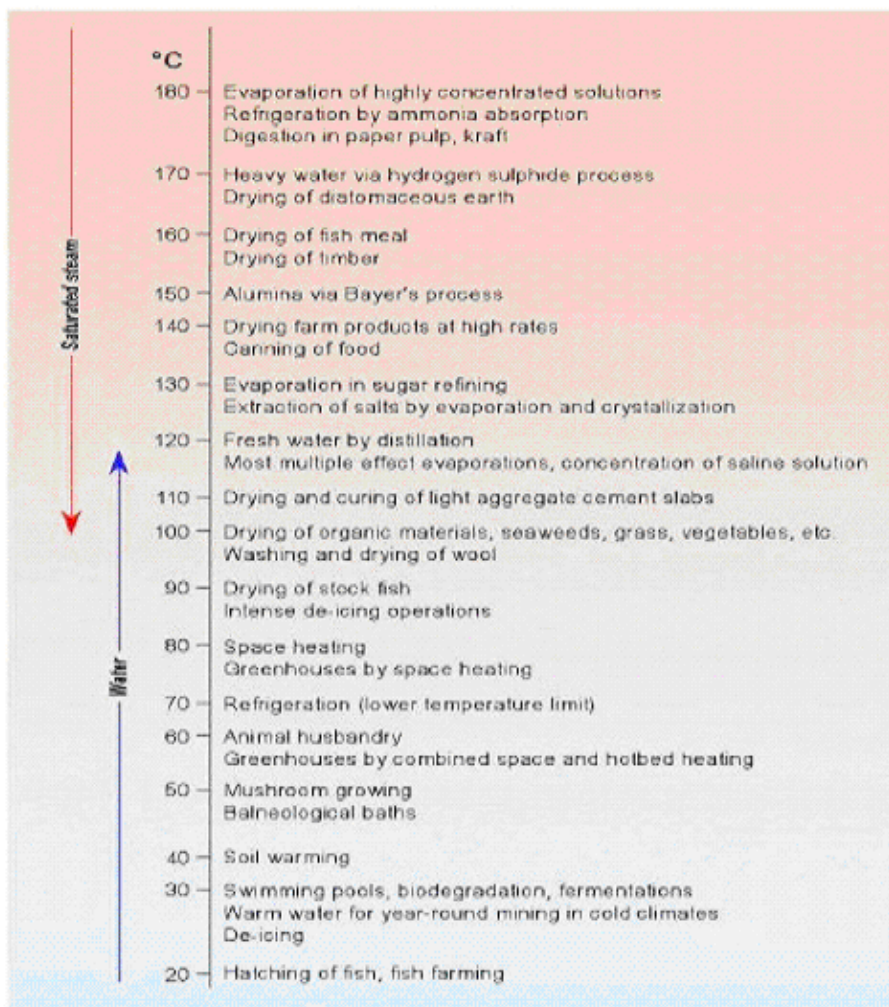 °C
180 Evaporation of highly concentrated solutions
Refrigeration by ammonia absorption
Digestion in paper pulp, kraft
170 Heavy water via hydrogen sulphide process
Drying of diatomaceous earth
160 Drying of fish meal
Drying of timber
150 Alumina via Bayer's process
140 Drying farm products at high rates
Canning of food
130 Evaporation in sugar refining
Extraction of salts by evaporation and crystallization
120 Fresh water by distillation
Most multiple effect evaporations, concentration of saline solution
110 Drying and curing of light aggregate cement slabs
100 Drying of organic materials, seaweeds, grass, vegetables, etc.
Washing and drying of wool
90 Drying of stock fish
Intense de-icing operations
80 Space heating
Greenhouses by space heating
70 Refrigeration (lower temperature limit)
60 Animal husbandry
Greenhouses by combined space and hotbed heating
50 Mushroom growing
Balneological baths
40 Soil warming
30 Swimming pools, biodegradation, fermentations
Warm water for year-round mining in cold climates
De-icing
20 Hatching of fish, fish farming
Saturated steam
Water